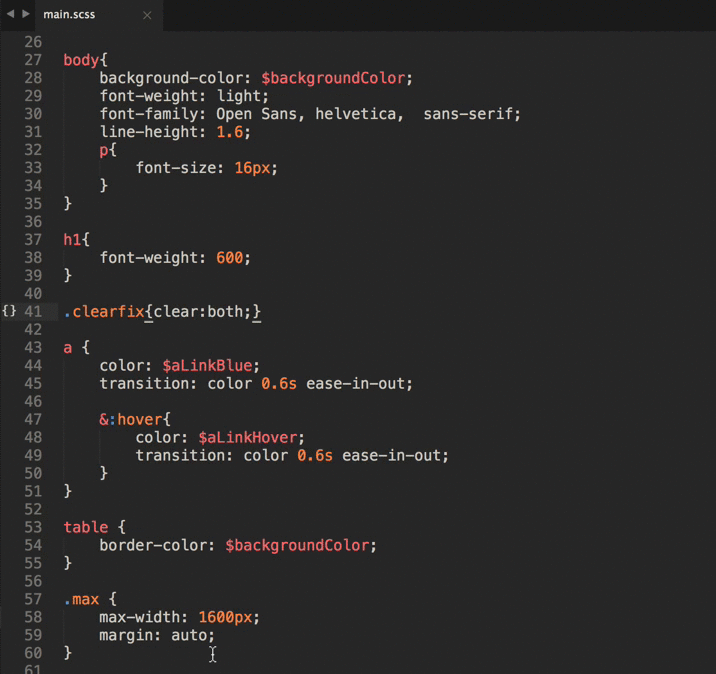 main.scss
26
27 body{
28 background-color: $backgroundColor;
29 font-weight: light;
30 font-family: Open Sans, helvetica,  sans-serif;
31 line-height: 1.6;
32 p{
33 font-size: 16px;
34 }
35 }
36
37 h1{
38 font-weight: 600;
39 }
40
{} 41 .clearfix{clear:both;}
42
43 a {
44 color: $aLinkBlue;
45 transition: color 0.6s ease-in-out;
46
47 &:hover{
48 color: $aLinkHover;
49 transition: color 0.6s ease-in-out;
50 }
51 }
52
53 table {
54 border-color: $backgroundColor;
55 }
56
57 .max {
58 max-width: 1600px;
59 margin: auto;
60 }
61